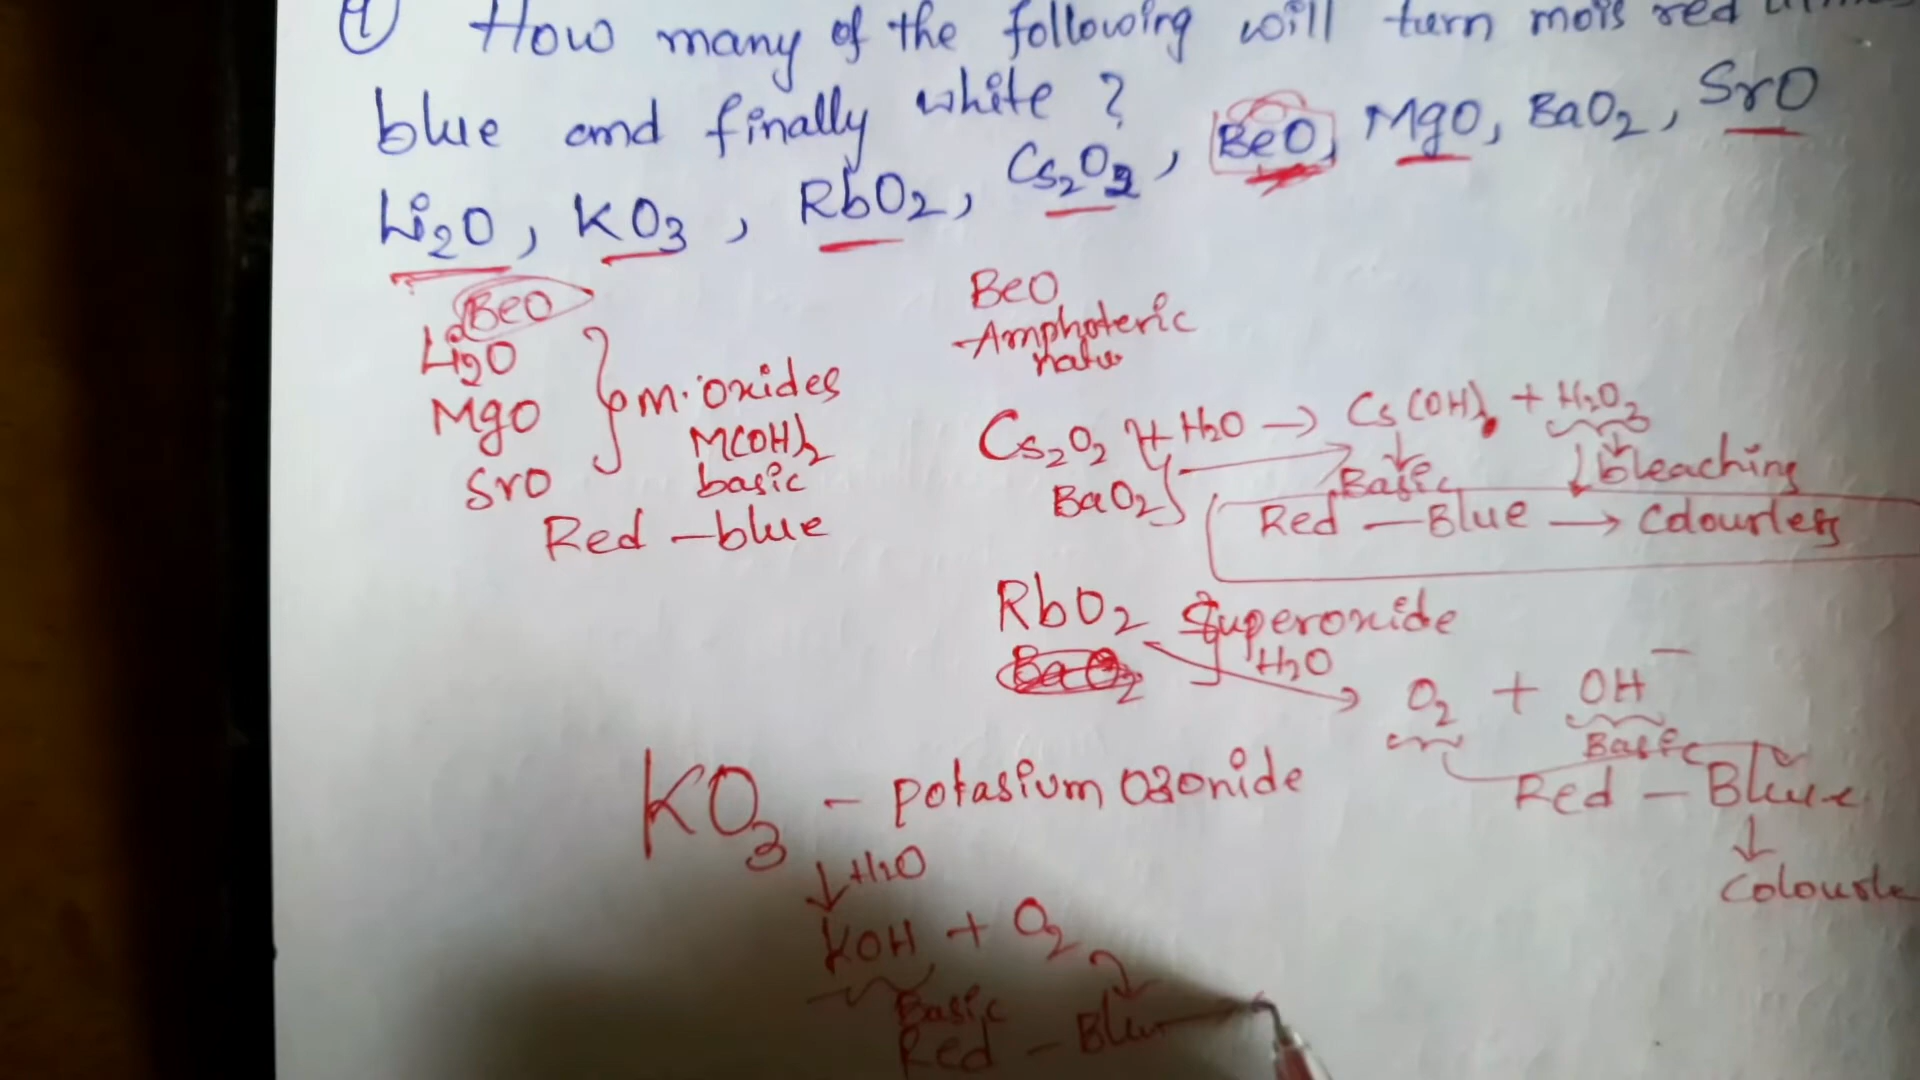 How many of the following will turn mois red
blue and finally white ?
BeO, MgO, BaO₂, SrO
Li₂O, KO₃, RbO₂, Cs₂O₂,
BeO
Li₂O
MgO
SrO
M.oxides
M(OH)₂
basic
Red - blue
BeO
Amphoteric
Cs₂O₂ + H₂O → Cs(OH) + H₂O₂
BaO₂
Basic
bleaching
Red - Blue → Colourless
RbO₂ Superoxide
BaO₂
H₂O
O₂ + OH⁻
Basic
Red - Blue
↓
KO₃ - potasium ozonide
↓ H₂O
KOH + O₂
Basic
Red - Blue